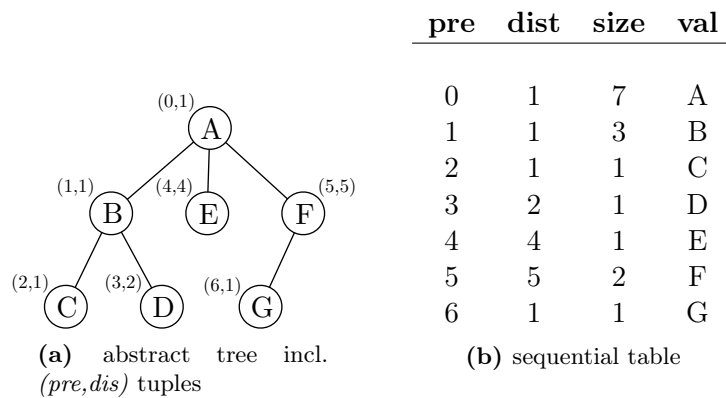 (0,1)
A
(1,1)
B
(4,4)
E
(5,5)
F
(2,1)
C
(3,2)
D
(6,1)
G
(a) abstract tree incl.
(pre,dis) tuples
pre dist size val
0 1 7 A
1 1 3 B
2 1 1 C
3 2 1 D
4 4 1 E
5 5 2 F
6 1 1 G
(b) sequential table